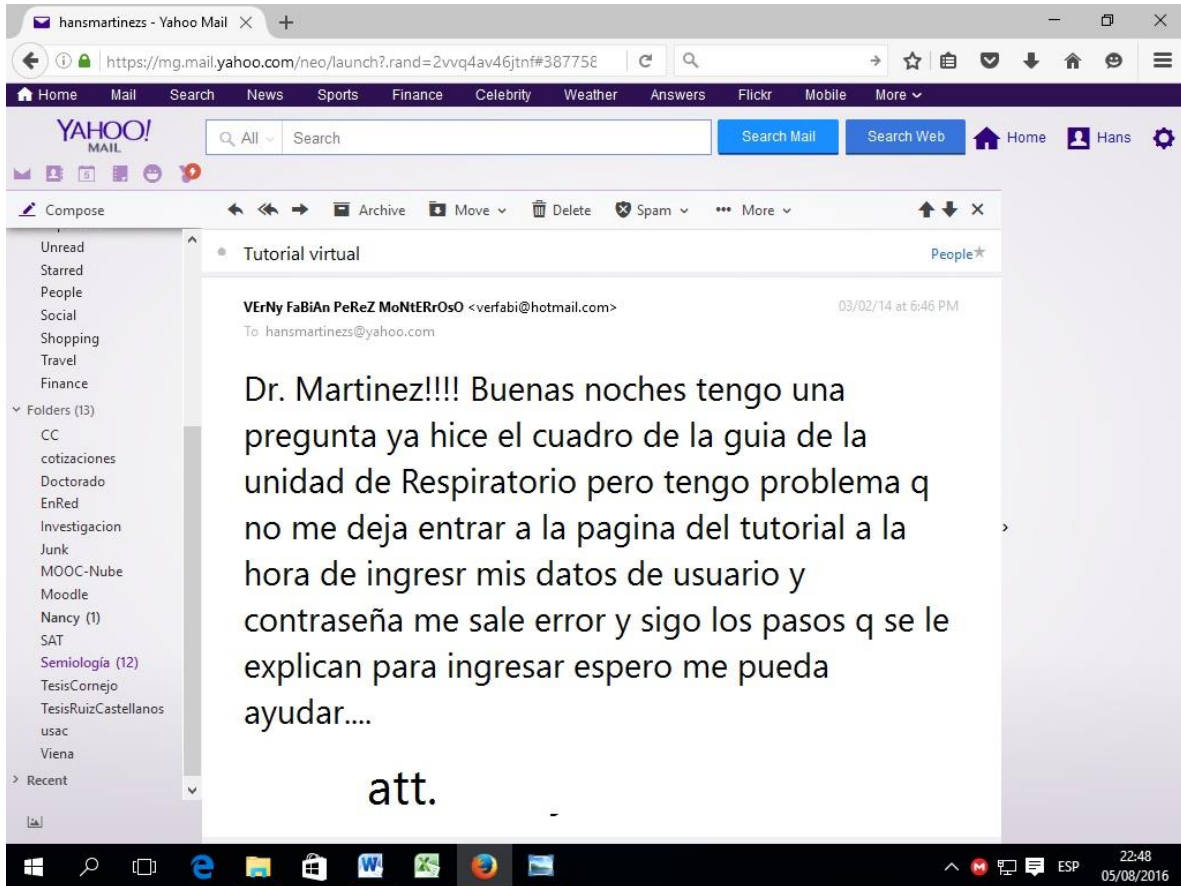 hansmartinezs - Yahoo Mail
https://mg.mail.yahoo.com/neo/launch?.rand=2vvq4av46jtnf#387758
Home Mail Search News Sports Finance Celebrity Weather Answers Flickr Mobile More
YAHOO!
MAIL
All Search Search Mail Search Web Home Hans
Compose Archive Move Delete Spam More
Unread
Starred
People
Social
Shopping
Travel
Finance
Folders (13)
CC
cotizaciones
Doctorado
EnRed
Investigacion
Junk
MOOC-Nube
Moodle
Nancy (1)
SAT
Semiología (12)
TesisCornejo
TesisRuizCastellanos
usac
Viena
Recent
Tutorial virtual People
VErNy FaBiAn PeReZ MoNtERrOsO <verfabi@hotmail.com> 03/02/14 at 6:46 PM
To hansmartinezs@yahoo.com
Dr. Martinez!!!! Buenas noches tengo una
pregunta ya hice el cuadro de la guia de la
unidad de Respiratorio pero tengo problema q
no me deja entrar a la pagina del tutorial a la
hora de ingresr mis datos de usuario y
contraseña me sale error y sigo los pasos q se le
explican para ingresar espero me pueda
ayudar....
att.
ESP 22:48
05/08/2016